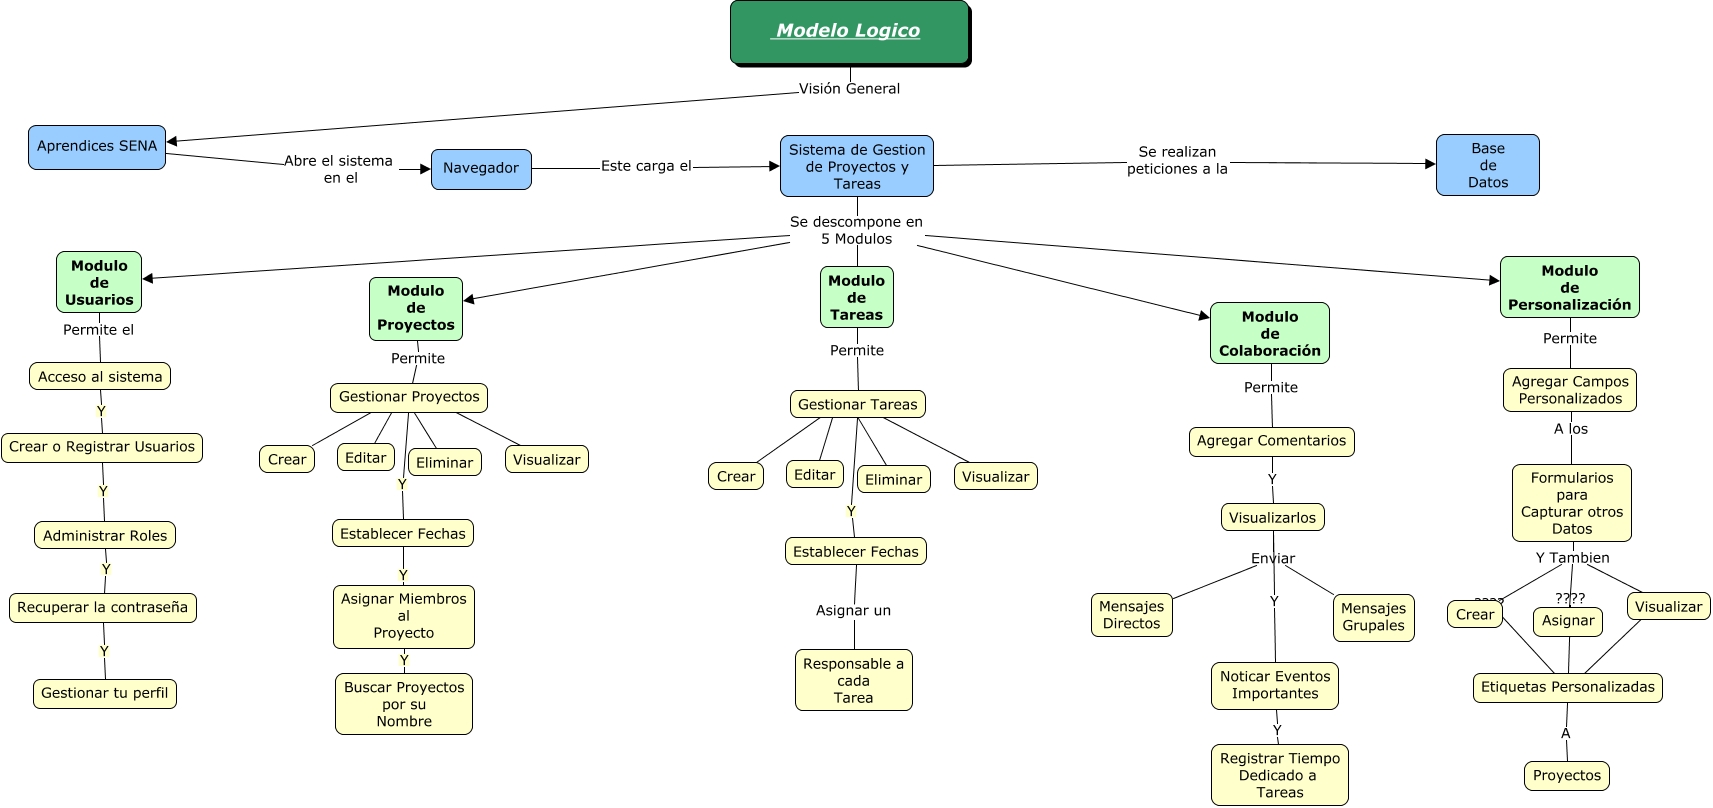 Modelo Logico
Visión General
Aprendices SENA
Abre el sistema
en el
Navegador
Este carga el
Sistema de Gestion
de Proyectos y
Tareas
Se realizan
peticiones a la
Base
de
Datos
Se descompone en
5 Modulos
Modulo
de
Usuarios
Permite el
Acceso al sistema
Y
Crear o Registrar Usuarios
Y
Administrar Roles
Y
Recuperar la contraseña
Y
Gestionar tu perfil
Modulo
de
Proyectos
Permite
Gestionar Proyectos
Crear
Editar
Eliminar
Visualizar
Y
Establecer Fechas
Y
Asignar Miembros
al
Proyecto
Y
Buscar Proyectos
por su
Nombre
Modulo
de
Tareas
Permite
Gestionar Tareas
Crear
Editar
Eliminar
Visualizar
Y
Establecer Fechas
Asignar un
Responsable a
cada
Tarea
Modulo
de
Colaboración
Permite
Agregar Comentarios
Y
Visualizarlos
Enviar
Mensajes
Directos
Y
Mensajes
Grupales
Noticar Eventos
Importantes
Y
Registrar Tiempo
Dedicado a
Tareas
Modulo
de
Personalización
Permite
Agregar Campos
Personalizados
A los
Formularios
para
Capturar otros
Datos
Y Tambien
????
Crear
????
Asignar
Visualizar
Etiquetas Personalizadas
A
Proyectos